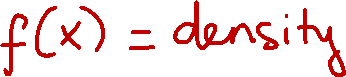 f(x) = density